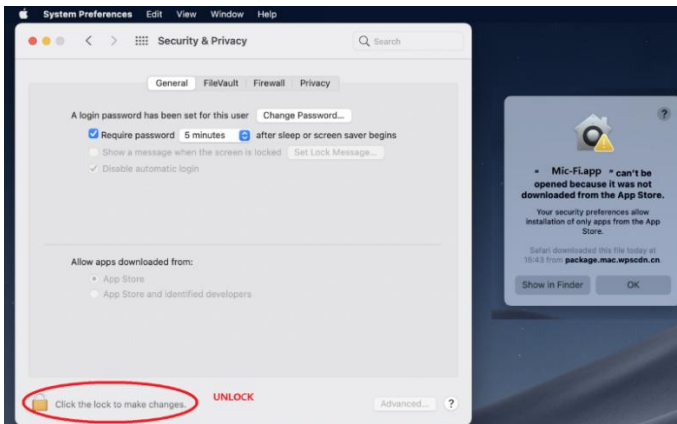 System Preferences Edit View Window Help
Security & Privacy
Search
General FileVault Firewall Privacy
A login password has been set for this user Change Password...
Require password 5 minutes after sleep or screen saver begins
Show a message when the screen is locked Set Lock Message...
Disable automatic login
Allow apps downloaded from:
App Store
App Store and identified developers
Click the lock to make changes.
UNLOCK
Advanced... ?
?
" Mic-Fi.app " can't be
opened because it was not
downloaded from the App Store.
Your security preferences allow
installation of only apps from the App
Store.
Safari downloaded this file today at
15:43 from package.mac.wpscdn.cn
Show in Finder OK